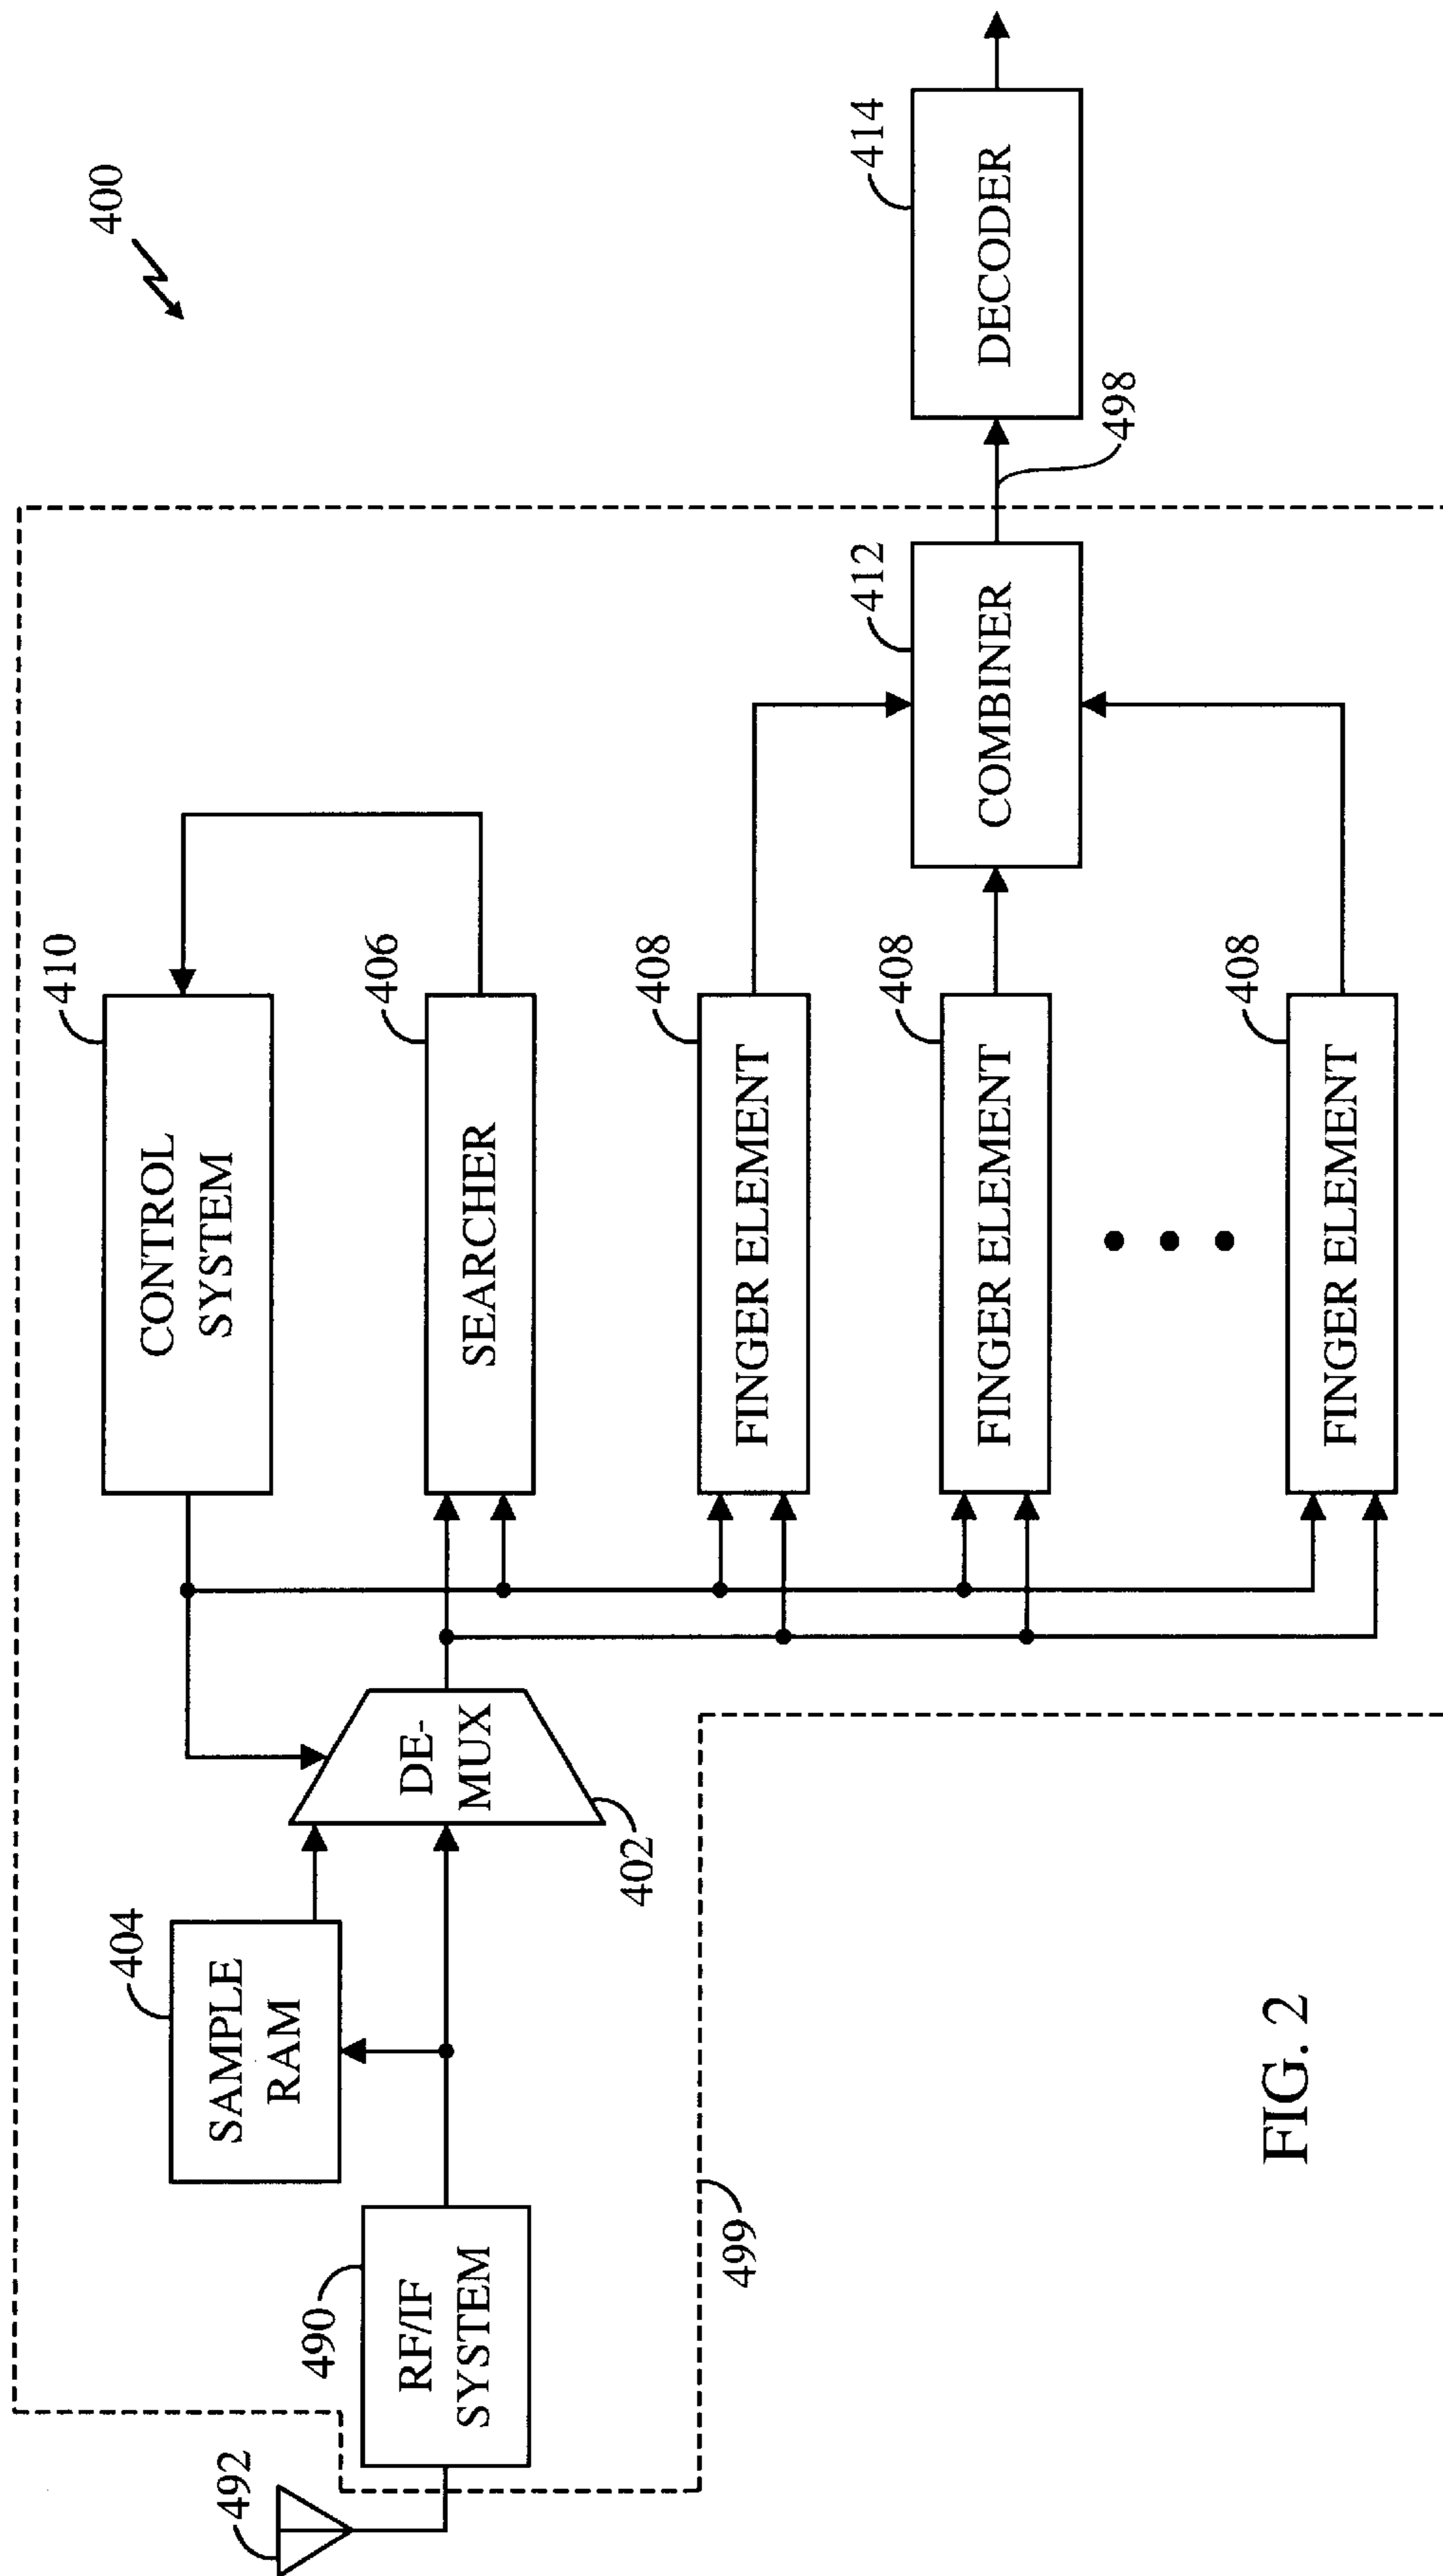 400
492
490
RF/IF
SYSTEM
404
SAMPLE
RAM
DE-
MUX
402
410
CONTROL
SYSTEM
406
SEARCHER
408
FINGER ELEMENT
408
FINGER ELEMENT
408
FINGER ELEMENT
412
COMBINER
498
414
DECODER
499
FIG. 2